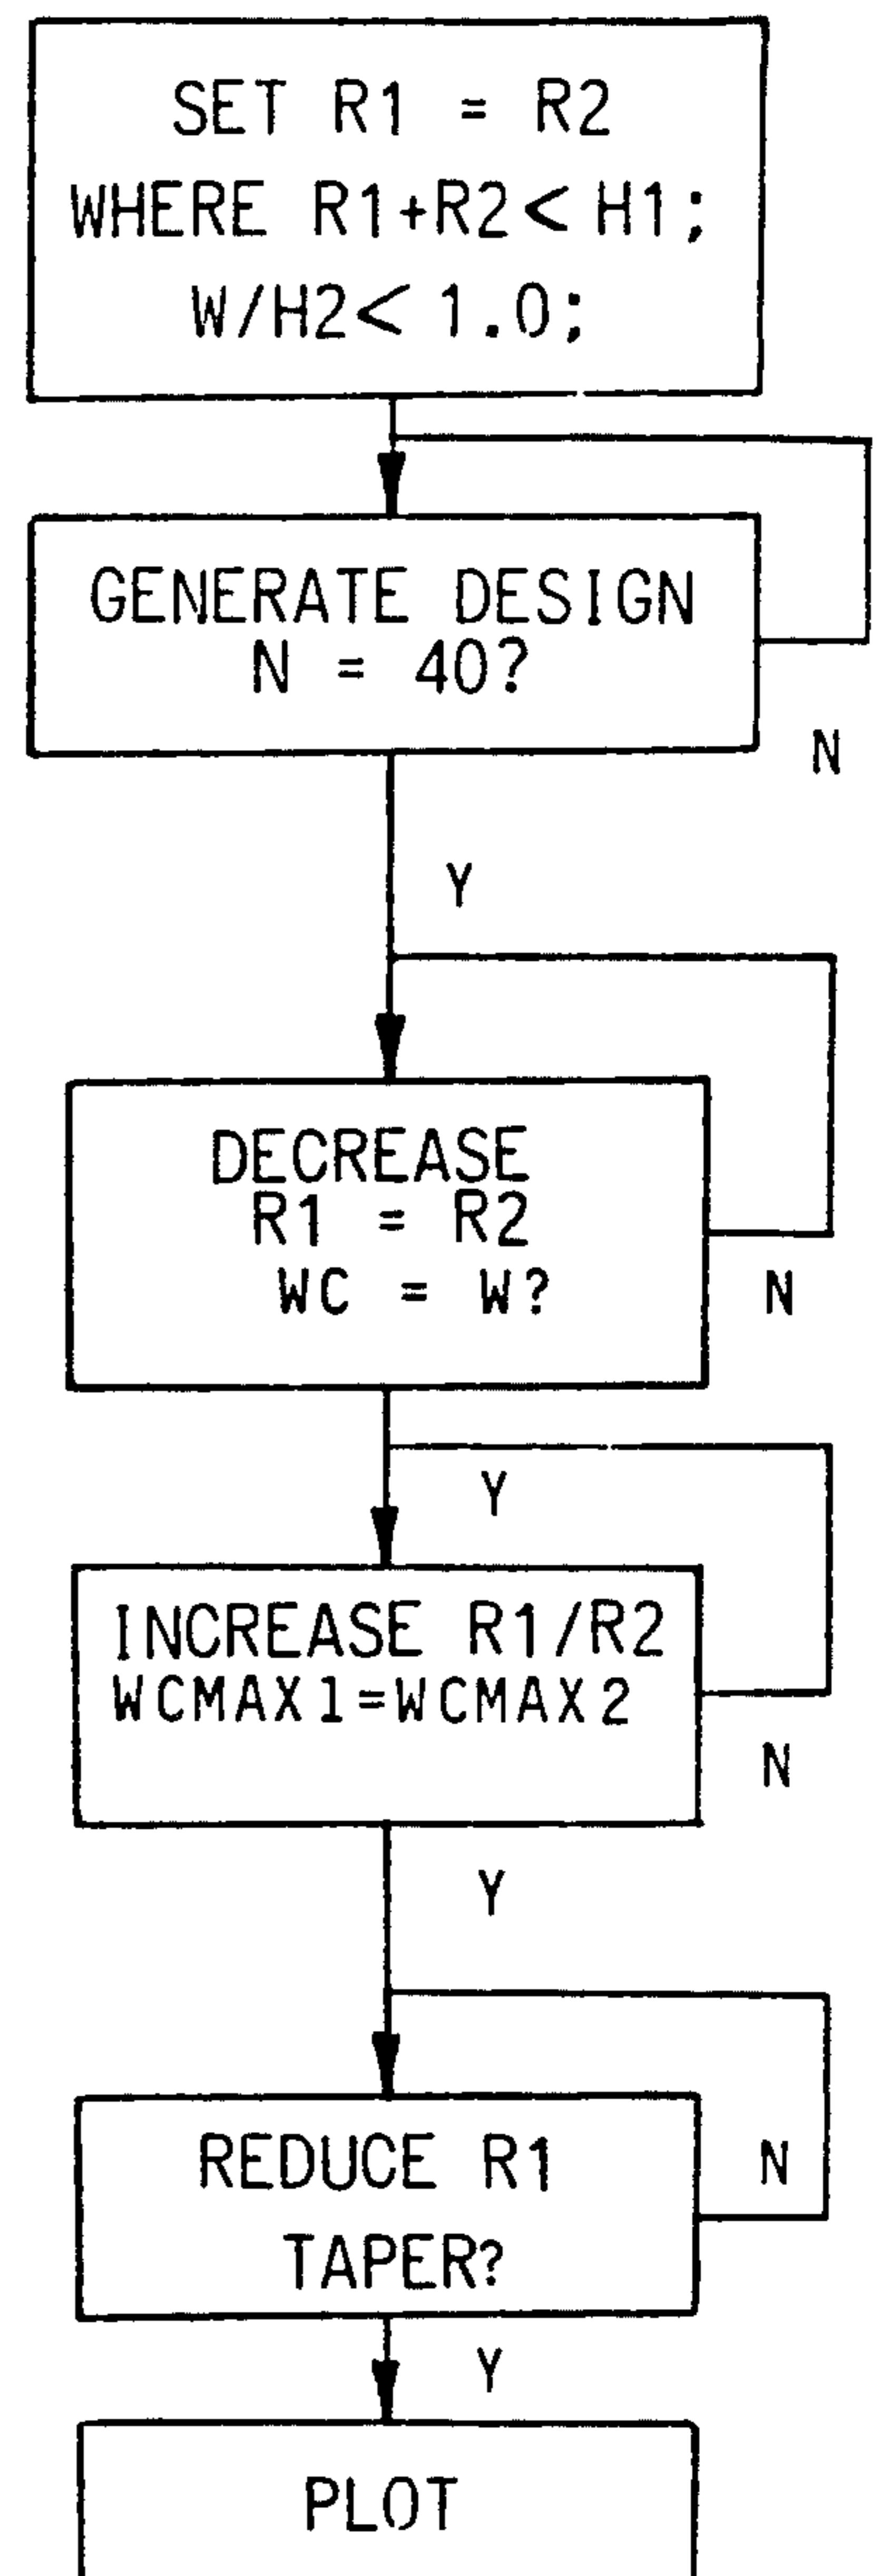 SET R1 = R2
WHERE R1+R2< H1;
W/H2< 1.0;
GENERATE DESIGN
N = 40?
N
Y
DECREASE
R1 = R2
WC = W?
N
Y
INCREASE R1/R2
WCMAX1=WCMAX2
N
Y
REDUCE R1
N
TAPER?
Y
PLOT